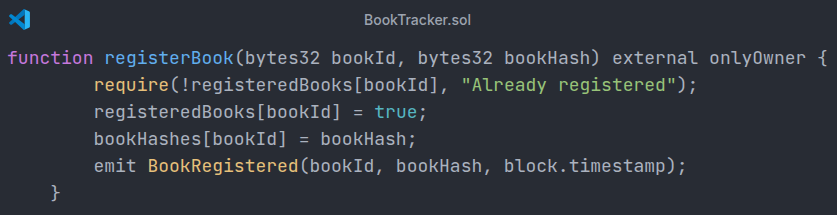 BookTracker.sol
function registerBook(bytes32 bookId, bytes32 bookHash) external onlyOwner {
require(!registeredBooks[bookId], "Already registered");
registeredBooks[bookId] = true;
bookHashes[bookId] = bookHash;
emit BookRegistered(bookId, bookHash, block.timestamp);
}